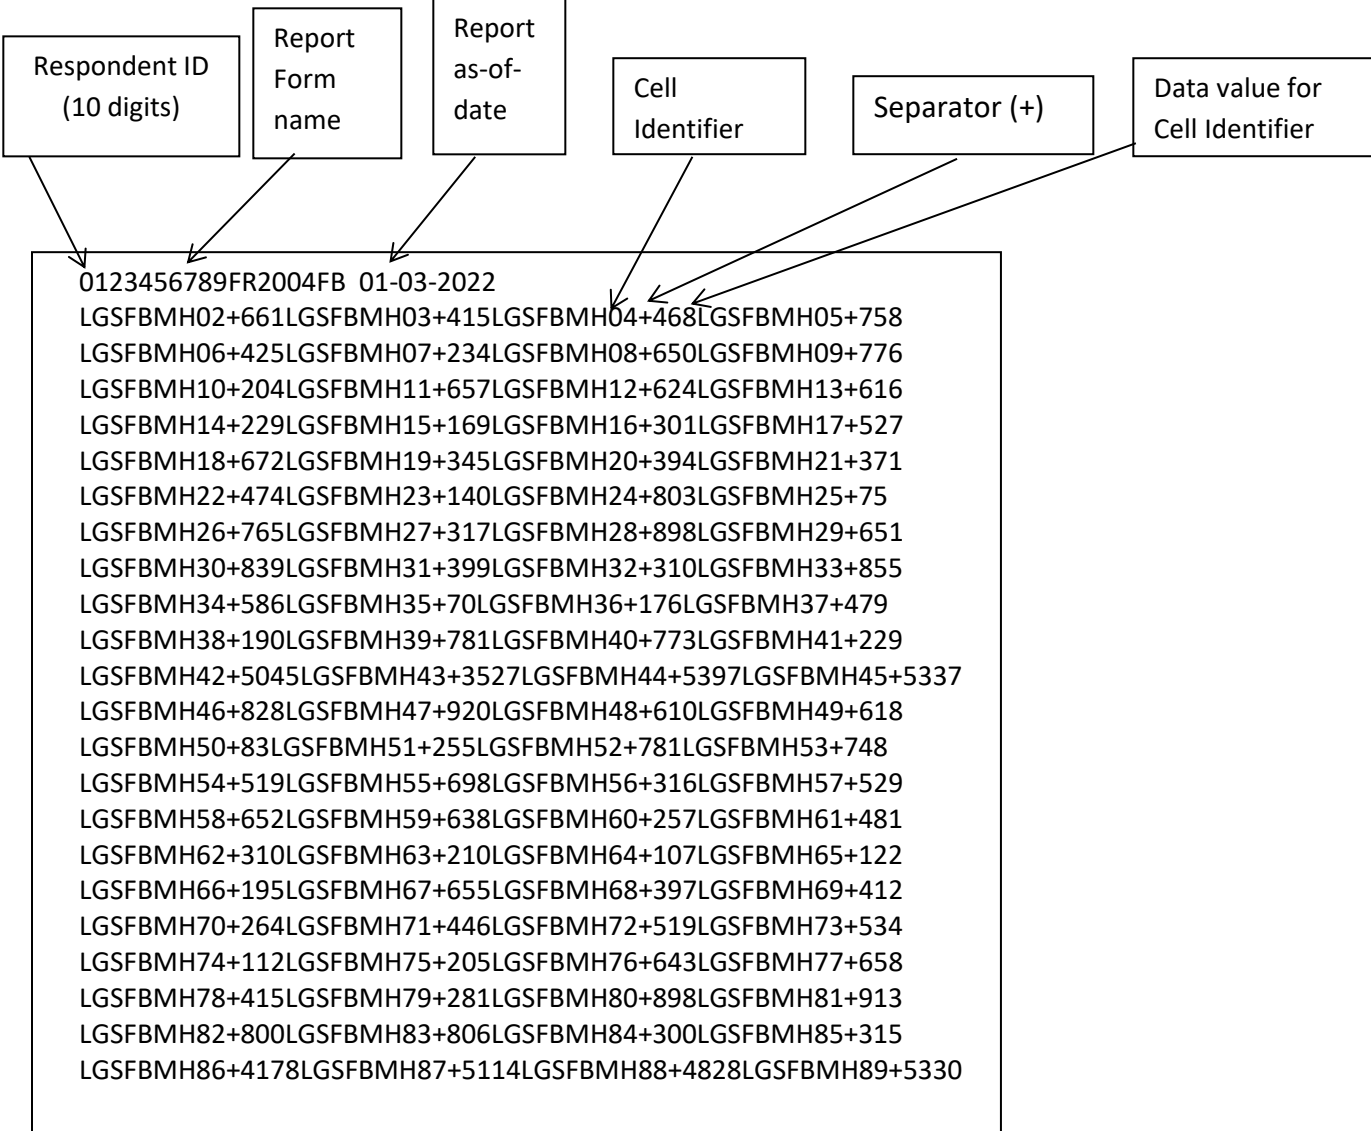 Respondent ID
(10 digits)
Report
Form
name
Report
as-of-
date
Cell
Identifier
Separator (+)
Data value for
Cell Identifier
0123456789FR2004FB 01-03-2022
LGSFBMH02+661LGSFBMH03+415LGSFBMH04+468LGSFBMH05+758
LGSFBMH06+425LGSFBMH07+234LGSFBMH08+650LGSFBMH09+776
LGSFBMH10+204LGSFBMH11+657LGSFBMH12+624LGSFBMH13+616
LGSFBMH14+229LGSFBMH15+169LGSFBMH16+301LGSFBMH17+527
LGSFBMH18+672LGSFBMH19+345LGSFBMH20+394LGSFBMH21+371
LGSFBMH22+474LGSFBMH23+140LGSFBMH24+803LGSFBMH25+75
LGSFBMH26+765LGSFBMH27+317LGSFBMH28+898LGSFBMH29+651
LGSFBMH30+839LGSFBMH31+399LGSFBMH32+310LGSFBMH33+855
LGSFBMH34+586LGSFBMH35+70LGSFBMH36+176LGSFBMH37+479
LGSFBMH38+190LGSFBMH39+781LGSFBMH40+773LGSFBMH41+229
LGSFBMH42+5045LGSFBMH43+3527LGSFBMH44+5397LGSFBMH45+5337
LGSFBMH46+828LGSFBMH47+920LGSFBMH48+610LGSFBMH49+618
LGSFBMH50+83LGSFBMH51+255LGSFBMH52+781LGSFBMH53+748
LGSFBMH54+519LGSFBMH55+698LGSFBMH56+316LGSFBMH57+529
LGSFBMH58+652LGSFBMH59+638LGSFBMH60+257LGSFBMH61+481
LGSFBMH62+310LGSFBMH63+210LGSFBMH64+107LGSFBMH65+122
LGSFBMH66+195LGSFBMH67+655LGSFBMH68+397LGSFBMH69+412
LGSFBMH70+264LGSFBMH71+446LGSFBMH72+519LGSFBMH73+534
LGSFBMH74+112LGSFBMH75+205LGSFBMH76+643LGSFBMH77+658
LGSFBMH78+415LGSFBMH79+281LGSFBMH80+898LGSFBMH81+913
LGSFBMH82+800LGSFBMH83+806LGSFBMH84+300LGSFBMH85+315
LGSFBMH86+4178LGSFBMH87+5114LGSFBMH88+4828LGSFBMH89+5330